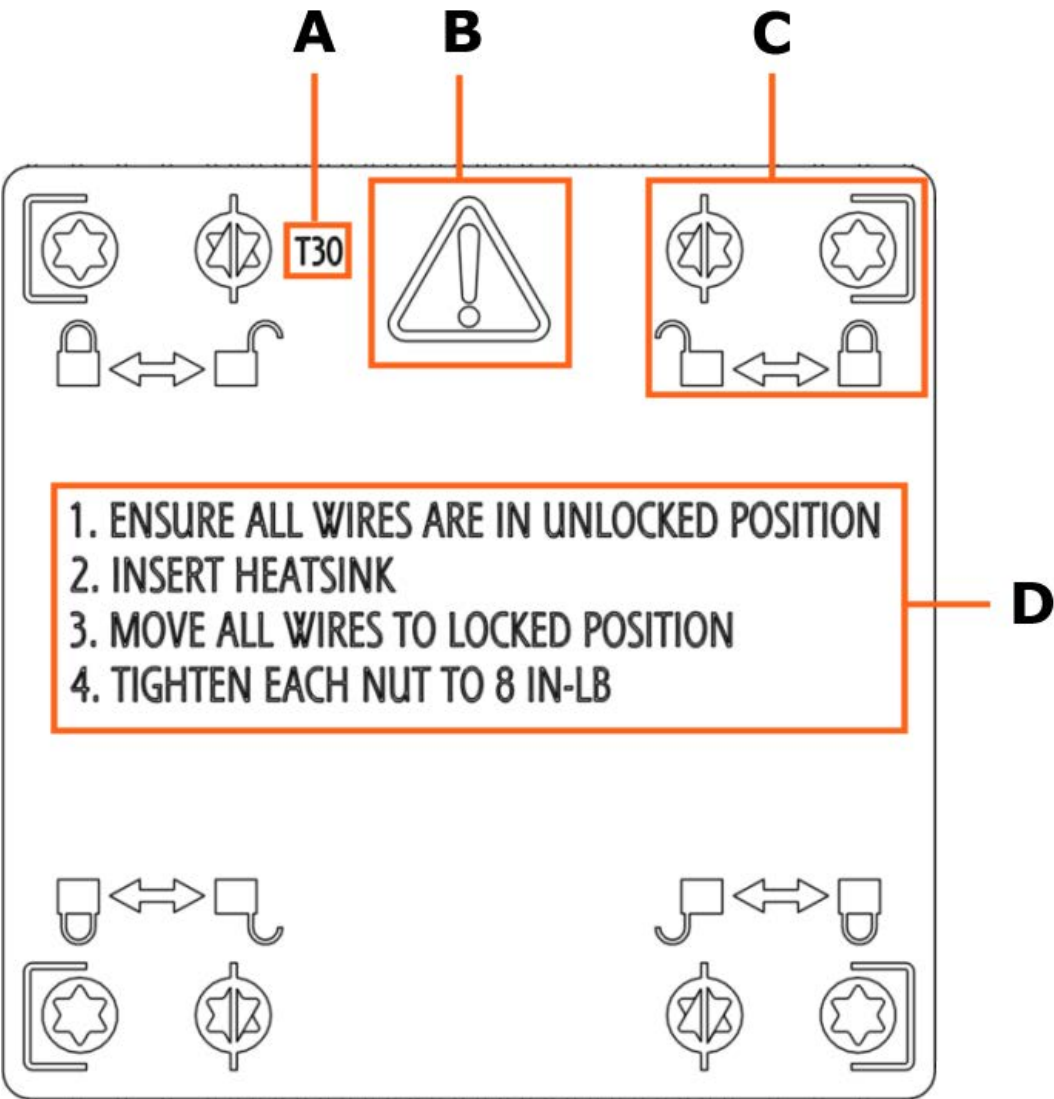 A B C
T30
1. ENSURE ALL WIRES ARE IN UNLOCKED POSITION
2. INSERT HEATSINK
3. MOVE ALL WIRES TO LOCKED POSITION
4. TIGHTEN EACH NUT TO 8 IN-LB
D